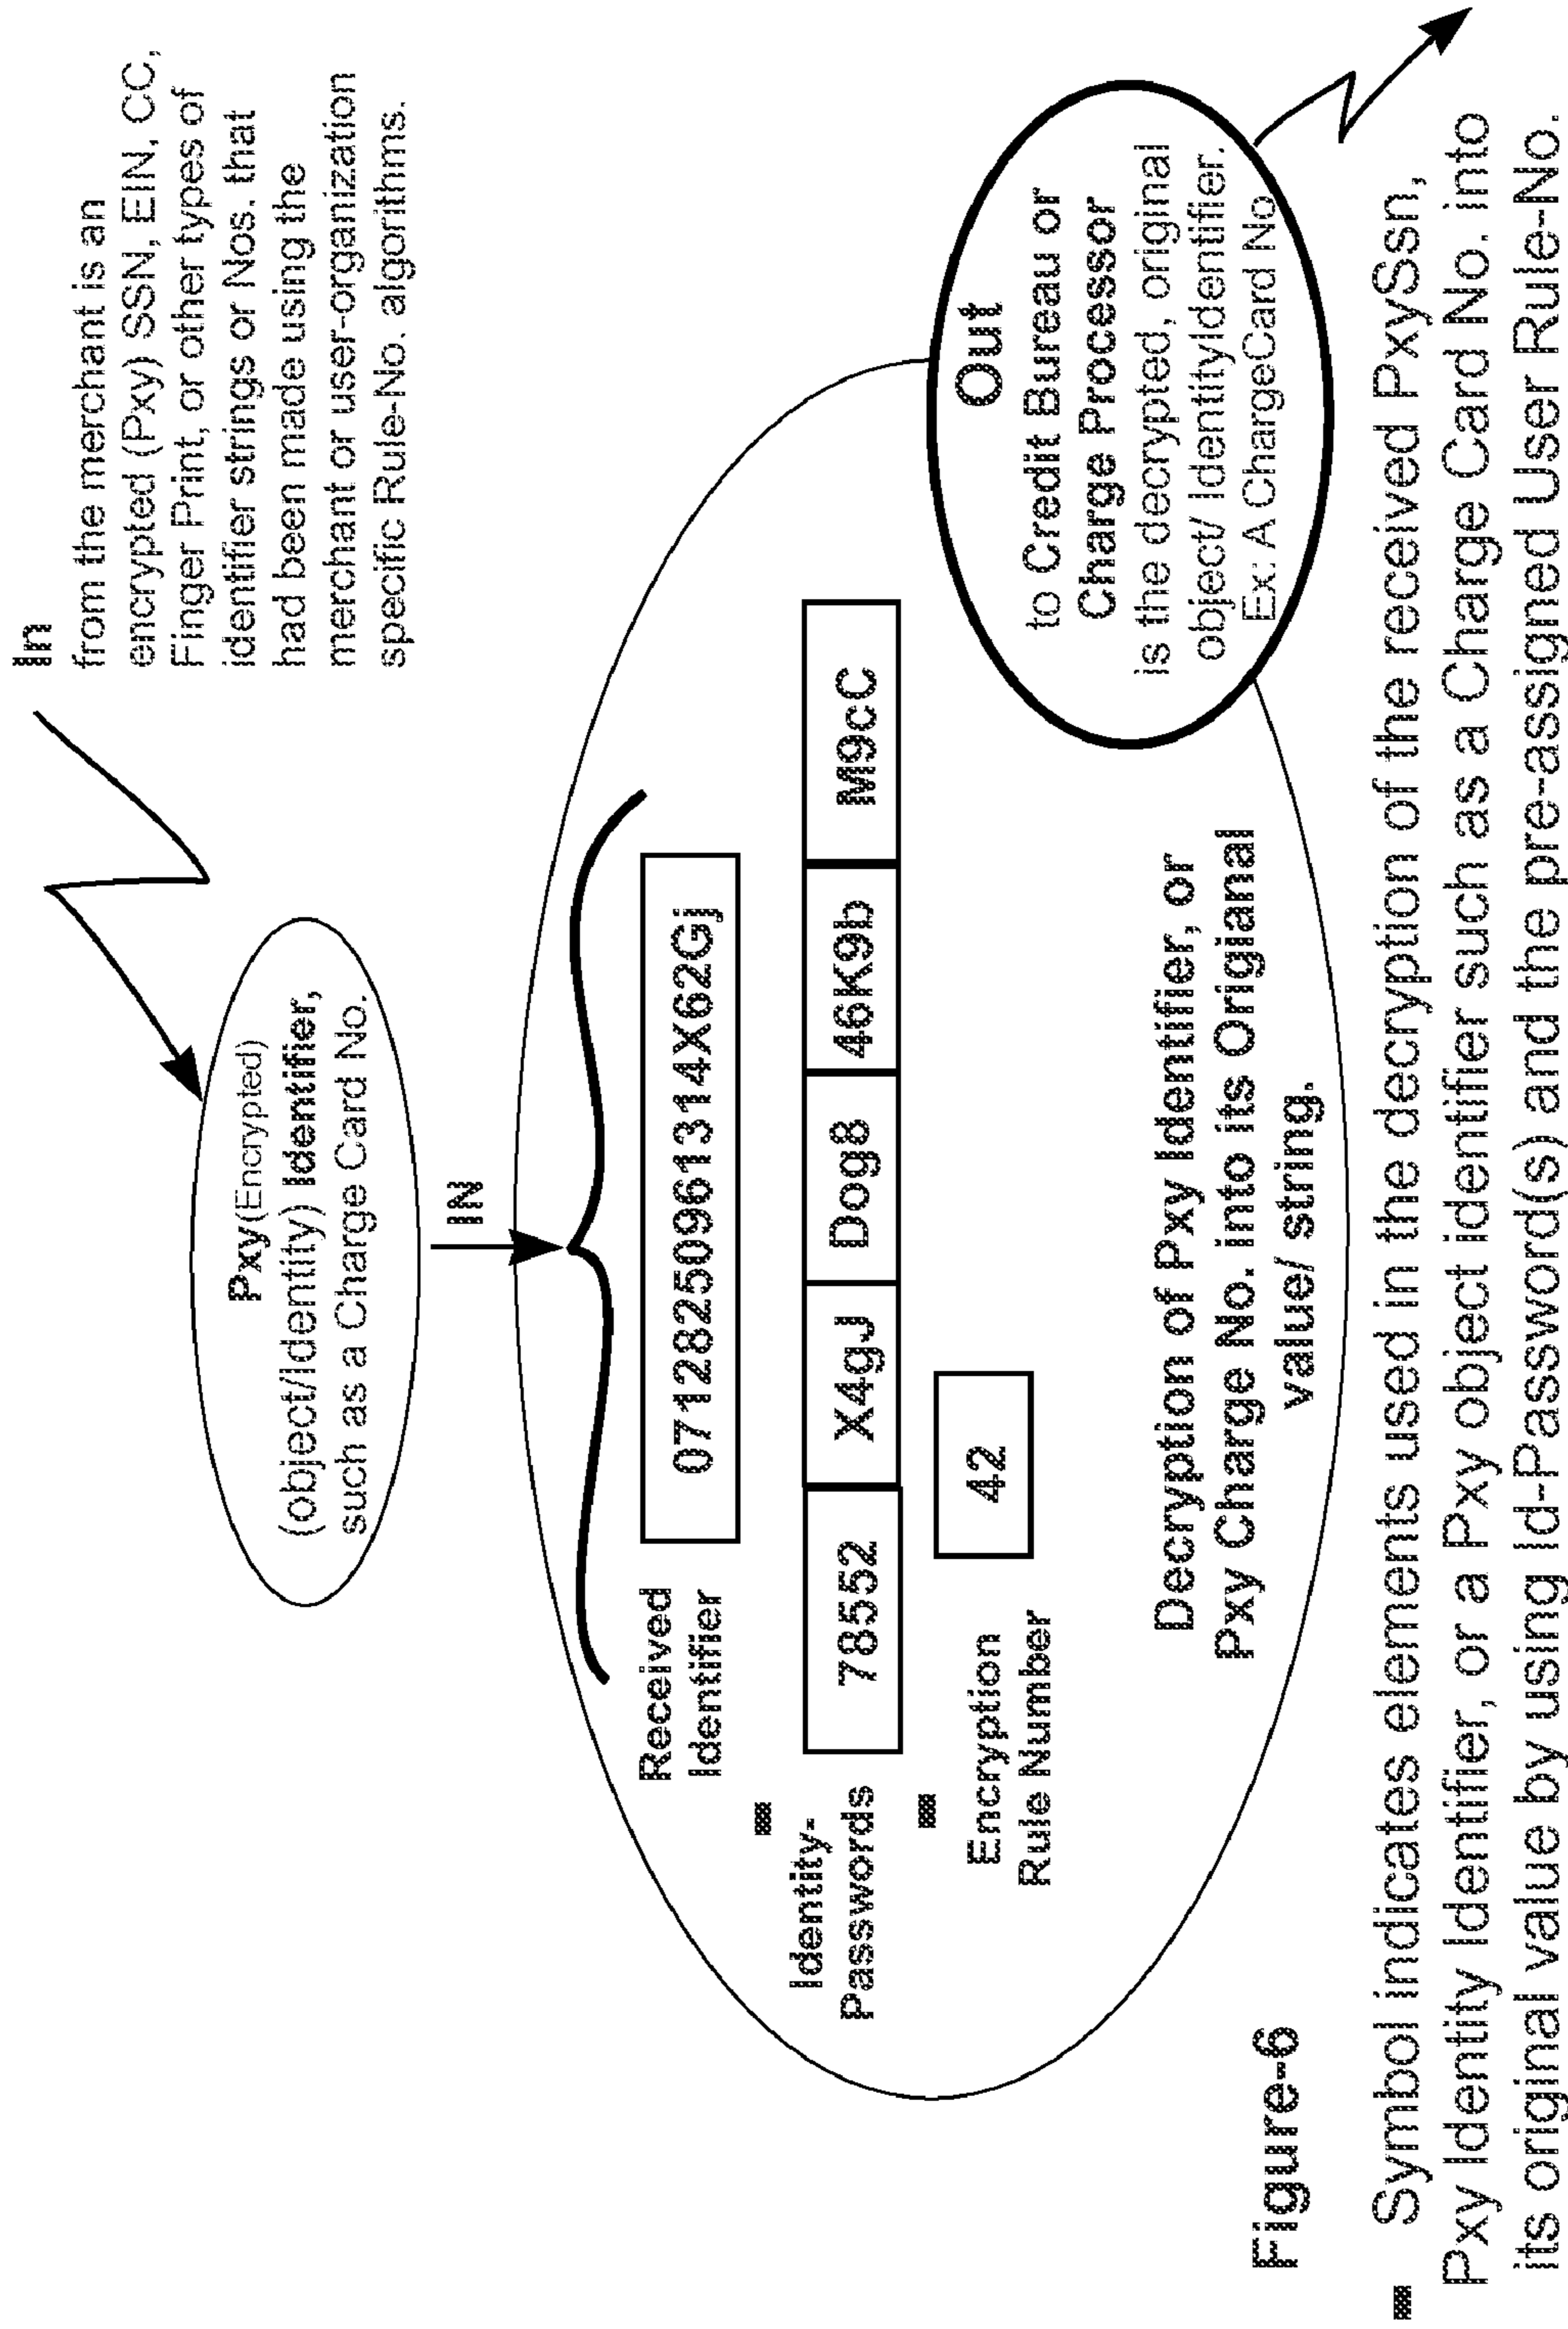 In
from the merchant is an
encrypted (Pxy) SSN, EIN, CC,
Finger Print, or other types of
identifier strings or Nos. that
had been made using the
merchant or user-organization
specific Rule-No. algorithms.
Pxy(Encrypted)
(object/Identity) Identifier,
such as a Charge Card No.
IN
Received
Identifier
0712825096131 4X62Gj
Identity-
Passwords
78552
X4gJ
Dog8
46K9b
M9cC
Encryption
Rule Number
42
Out
to Credit Bureau or
Charge Processor
is the decrypted, original
object/ IdentityIdentifier.
Ex: A ChargeCard No
Decryption of Pxy Identifier, or
Pxy Charge No. into its Origianal
value/ string.
Figure-6
Symbol indicates elements used in the decryption of the received PxySsn,
Pxy Identity Identifier, or a Pxy object identifier such as a Charge Card No. into
its original value by using Id-Password(s) and the pre-assigned User Rule-No.